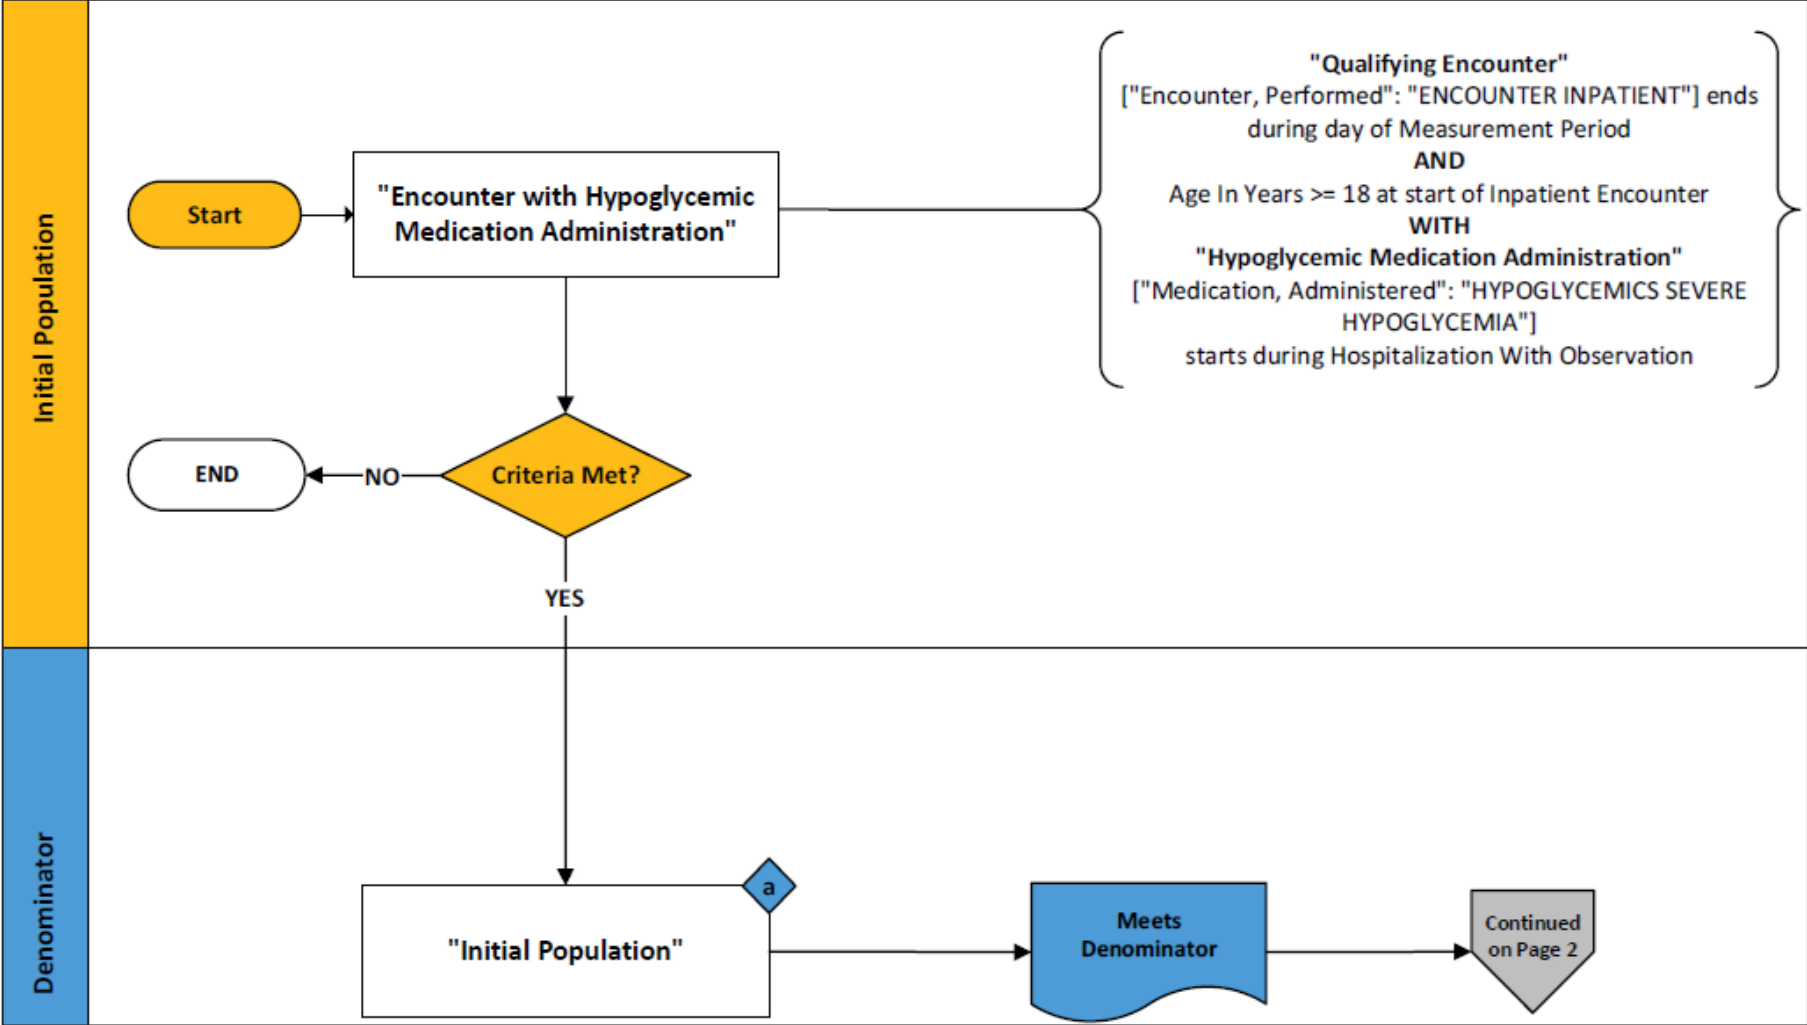 Initial Population
"Qualifying Encounter"
["Encounter, Performed": "ENCOUNTER INPATIENT"] ends
during day of Measurement Period
AND
Age In Years >= 18 at start of Inpatient Encounter
WITH
"Hypoglycemic Medication Administration"
["Medication, Administered": "HYPOGLYCEMICS SEVERE
HYPOGLYCEMIA"]
starts during Hospitalization With Observation
Start
"Encounter with Hypoglycemic
Medication Administration"
END
NO
Criteria Met?
YES
Denominator
"Initial Population"
a
Meets
Denominator
Continued
on Page 2